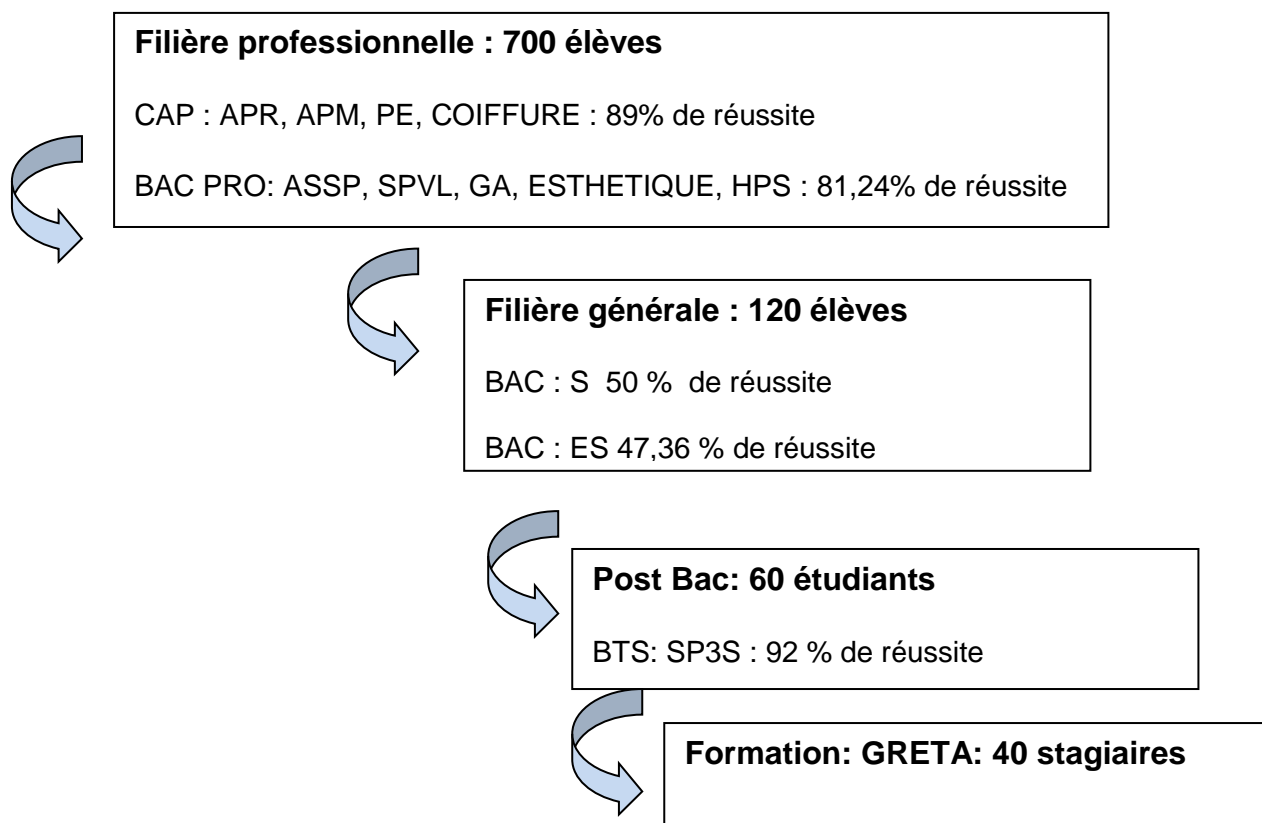 Filière professionnelle : 700 élèves
CAP : APR, APM, PE, COIFFURE : 89% de réussite
BAC PRO: ASSP, SPVL, GA, ESTHETIQUE, HPS : 81,24% de réussite
Filière générale : 120 élèves
BAC : S 50 % de réussite
BAC : ES 47,36 % de réussite
Post Bac: 60 étudiants
BTS: SP3S : 92 % de réussite
Formation: GRETA: 40 stagiaires